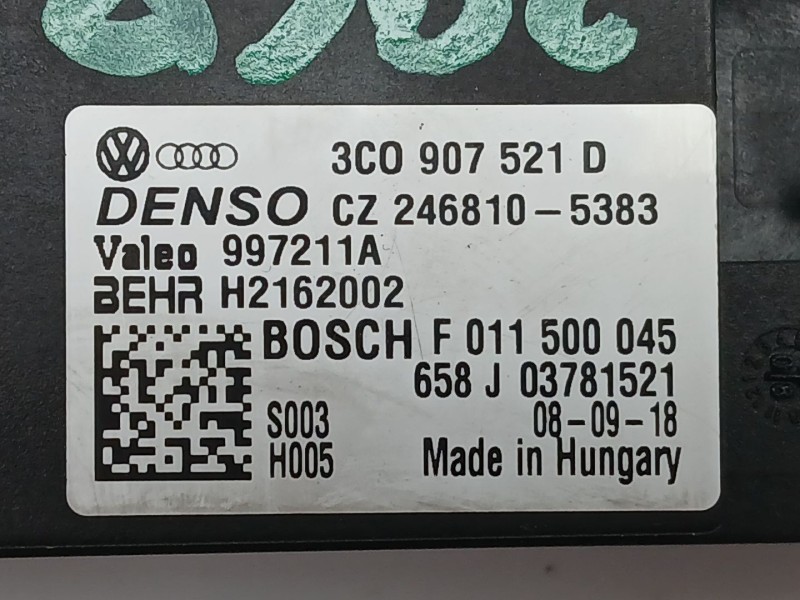 3C0 907 521 D
DENSO CZ 246810-5383
Valeo 997211A
BEHR H2162002
BOSCH F 011 500 045
658 J 03781521
S003 08-09-18
H005 Made in Hungary